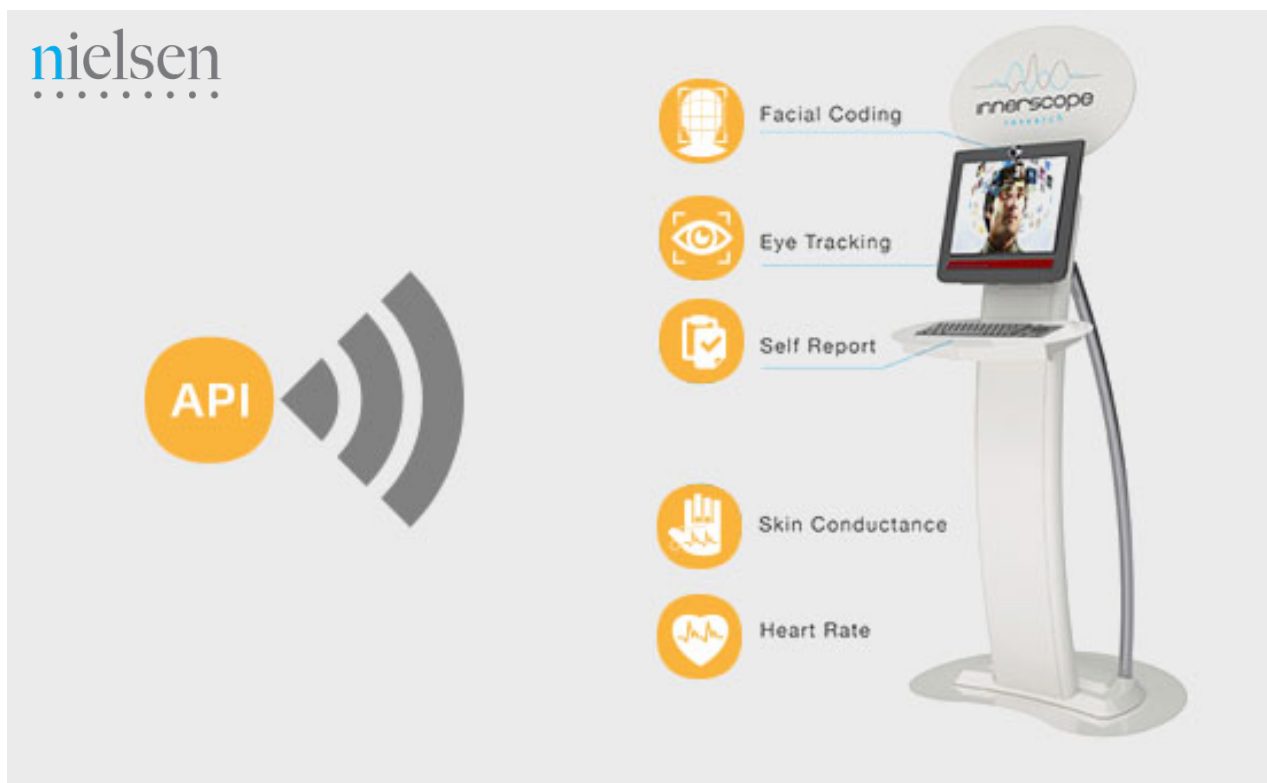 nielsen
innerscope
research
Facial Coding
Eye Tracking
Self Report
API
Skin Conductance
Heart Rate